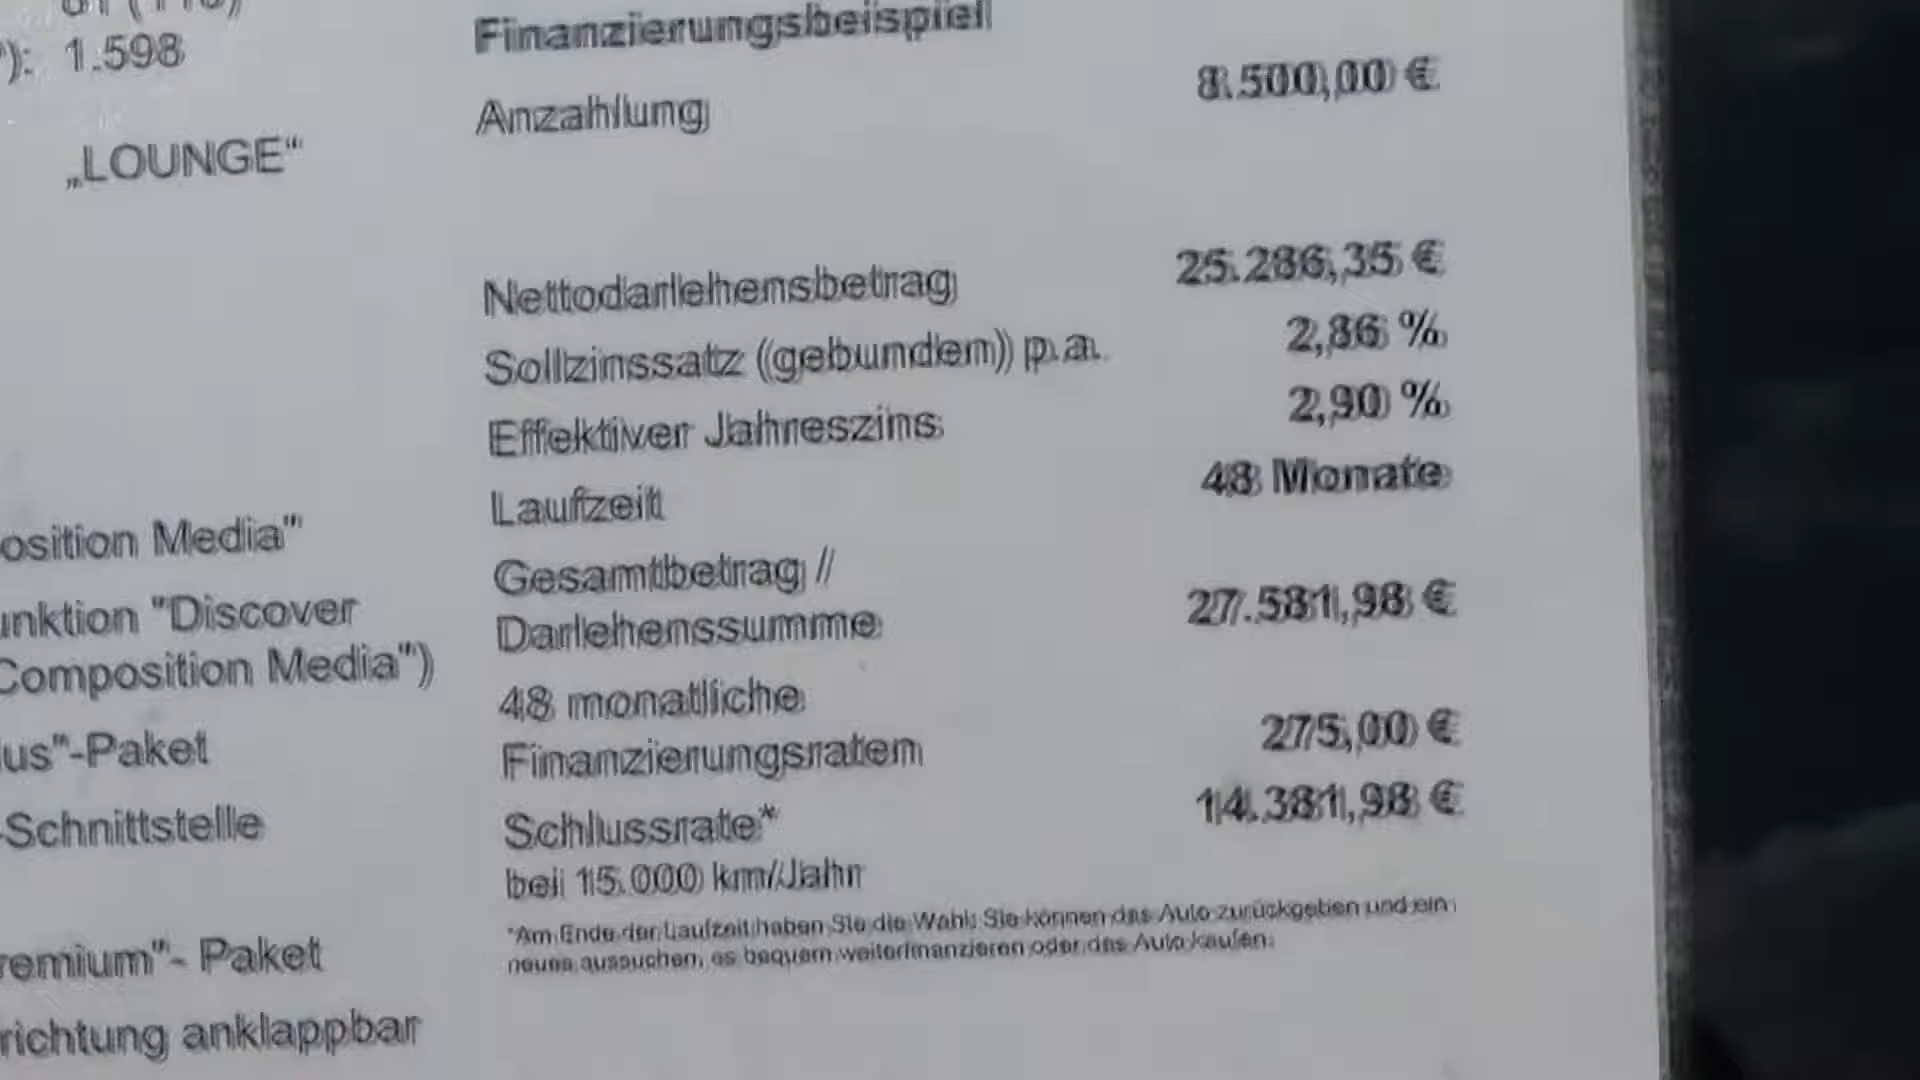 1.598
„LOUNGE“
osition Media"
unktion "Discover
Composition Media")
us"-Paket
-Schnittstelle
remium"- Paket
richtung anklappbar
Finanzierungsbeispiel
Anzahlung 8.500,00 €
Nettodarlehensbetrag 25.286,35 €
Sollzinssatz (gebunden) p.a. 2,86 %
Effektiver Jahreszins 2,90 %
Laufzeit 48 Monate
Gesamtbetrag /
Darlehenssumme 27.581,98 €
48 monatliche
Finanzierungsraten 275,00 €
Schlussrate* 14.381,98 €
bei 15.000 km/Jahr
*Am Ende der Laufzeit haben Sie die Wahl: Sie können das Auto zurückgeben und ein
neues aussuchen, es bequem weiterfinanzieren oder das Auto kaufen.